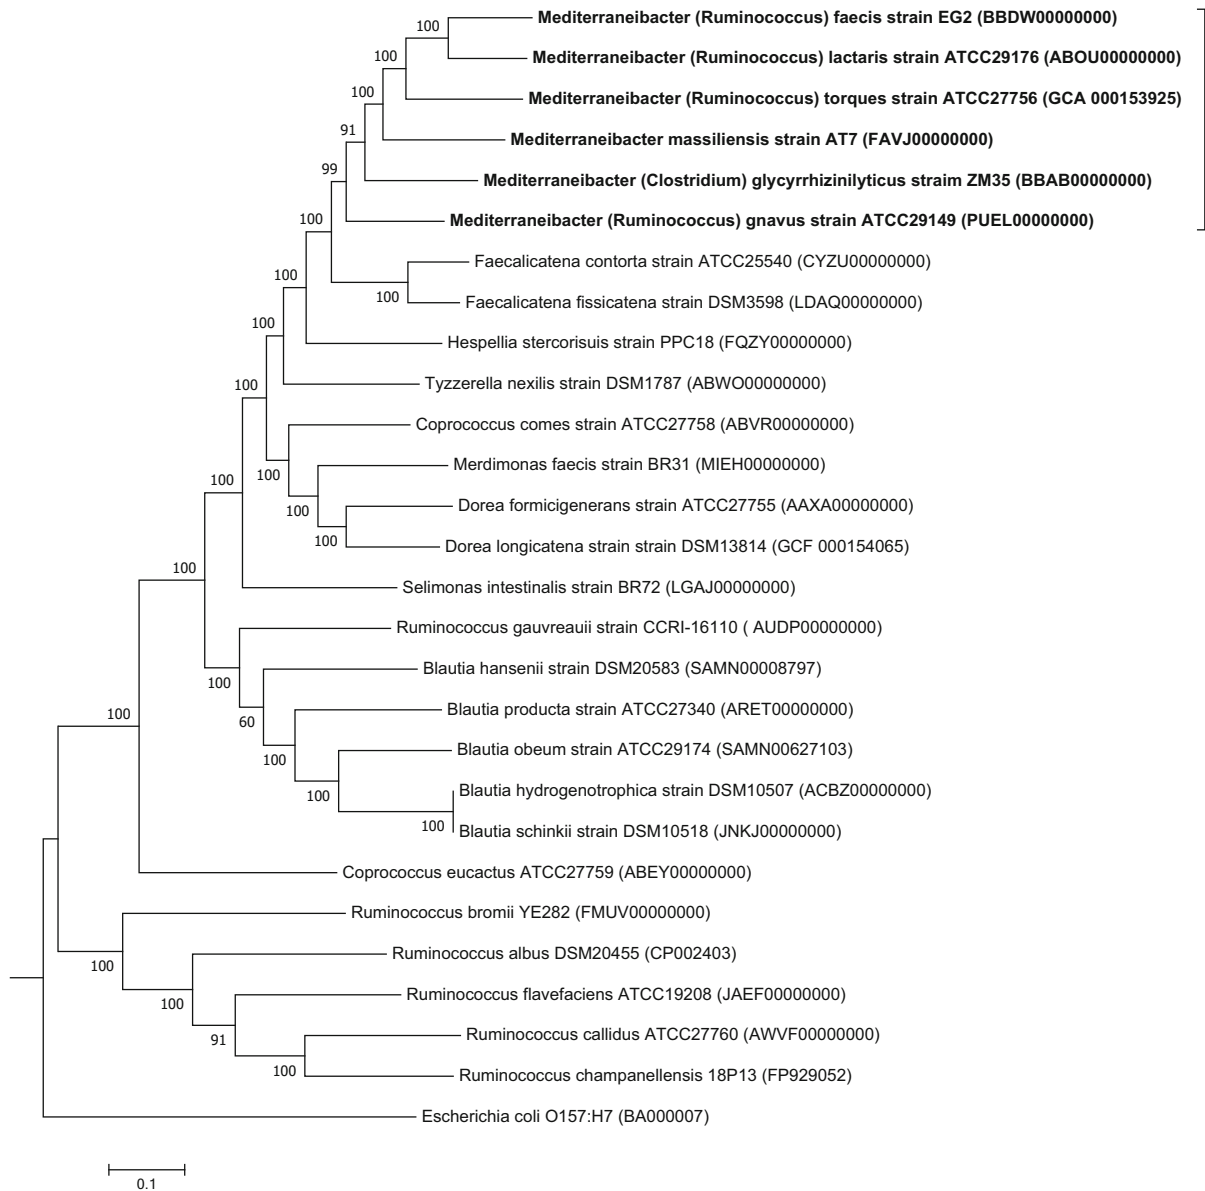 100
Mediterraneibacter (Ruminococcus) faecis strain EG2 (BBDW00000000)
100
Mediterraneibacter (Ruminococcus) lactaris strain ATCC29176 (ABOU00000000)
100
Mediterraneibacter (Ruminococcus) torques strain ATCC27756 (GCA 000153925)
91
Mediterraneibacter massiliensis strain AT7 (FAVJ00000000)
99
Mediterraneibacter (Clostridium) glycyrrhizinilyticus straim ZM35 (BBAB00000000)
100
Mediterraneibacter (Ruminococcus) gnavus strain ATCC29149 (PUEL00000000)
Faecalicatena contorta strain ATCC25540 (CYZU00000000)
100
100
Faecalicatena fissicatena strain DSM3598 (LDAQ00000000)
100
Hespellia stercorisuis strain PPC18 (FQZY00000000)
100
Tyzzerella nexilis strain DSM1787 (ABWO00000000)
Coprococcus comes strain ATCC27758 (ABVR00000000)
100
Merdimonas faecis strain BR31 (MIEH00000000)
100
100
Dorea formicigenerans strain ATCC27755 (AAXA00000000)
100
Dorea longicatena strain strain DSM13814 (GCF 000154065)
100
Selimonas intestinalis strain BR72 (LGAJ00000000)
Ruminococcus gauvreauii strain CCRI-16110 ( AUDP00000000)
100
Blautia hansenii strain DSM20583 (SAMN00008797)
100
60
Blautia producta strain ATCC27340 (ARET00000000)
100
Blautia obeum strain ATCC29174 (SAMN00627103)
100
Blautia hydrogenotrophica strain DSM10507 (ACBZ00000000)
100
Blautia schinkii strain DSM10518 (JNKJ00000000)
Coprococcus eucactus ATCC27759 (ABEY00000000)
Ruminococcus bromii YE282 (FMUV00000000)
100
Ruminococcus albus DSM20455 (CP002403)
100
Ruminococcus flavefaciens ATCC19208 (JAEF00000000)
91
Ruminococcus callidus ATCC27760 (AWVF00000000)
100
Ruminococcus champanellensis 18P13 (FP929052)
Escherichia coli O157:H7 (BA000007)
0.1